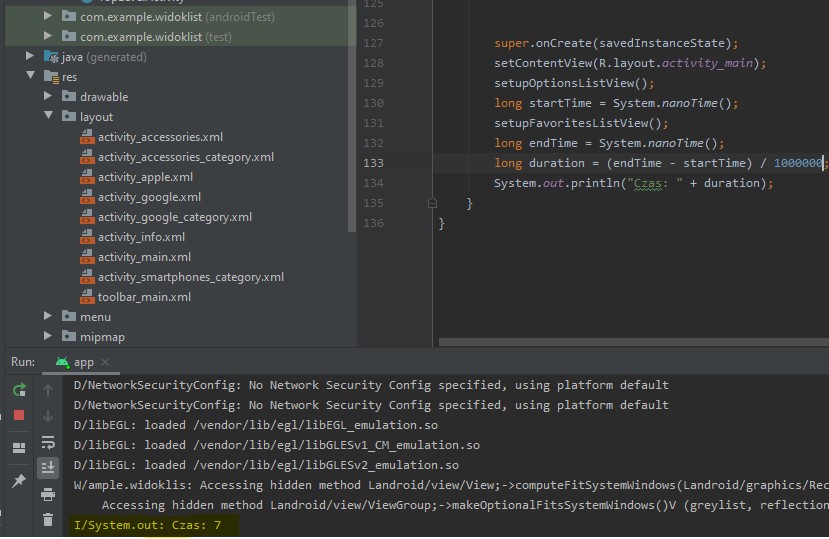 com.example.widoklist (androidTest)
com.example.widoklist (test)
java (generated)
res
drawable
layout
activity_accessories.xml
activity_accessories_category.xml
activity_apple.xml
activity_google.xml
activity_google_category.xml
activity_info.xml
activity_main.xml
activity_smartphones_category.xml
toolbar_main.xml
menu
mipmap
125
126
127 super.onCreate(savedInstanceState);
128 setContentView(R.layout.activity_main);
129 setupOptionsListView();
130 long startTime = System.nanoTime();
131 setupFavoritesListView();
132 long endTime = System.nanoTime();
133 long duration = (endTime - startTime) / 1000000;
134 System.out.println("Czas: " + duration);
135 }
136 }
Run: app
D/NetworkSecurityConfig: No Network Security Config specified, using platform default
D/NetworkSecurityConfig: No Network Security Config specified, using platform default
D/libEGL: loaded /vendor/lib/egl/libEGL_emulation.so
D/libEGL: loaded /vendor/lib/egl/libGLESv1_CM_emulation.so
D/libEGL: loaded /vendor/lib/egl/libGLESv2_emulation.so
W/ample.widoklis: Accessing hidden method Landroid/view/View;->computeFitSystemWindows(Landroid/graphics/Rec
Accessing hidden method Landroid/view/ViewGroup;->makeOptionalFitsSystemWindows()V (greylist, reflection
I/System.out: Czas: 7